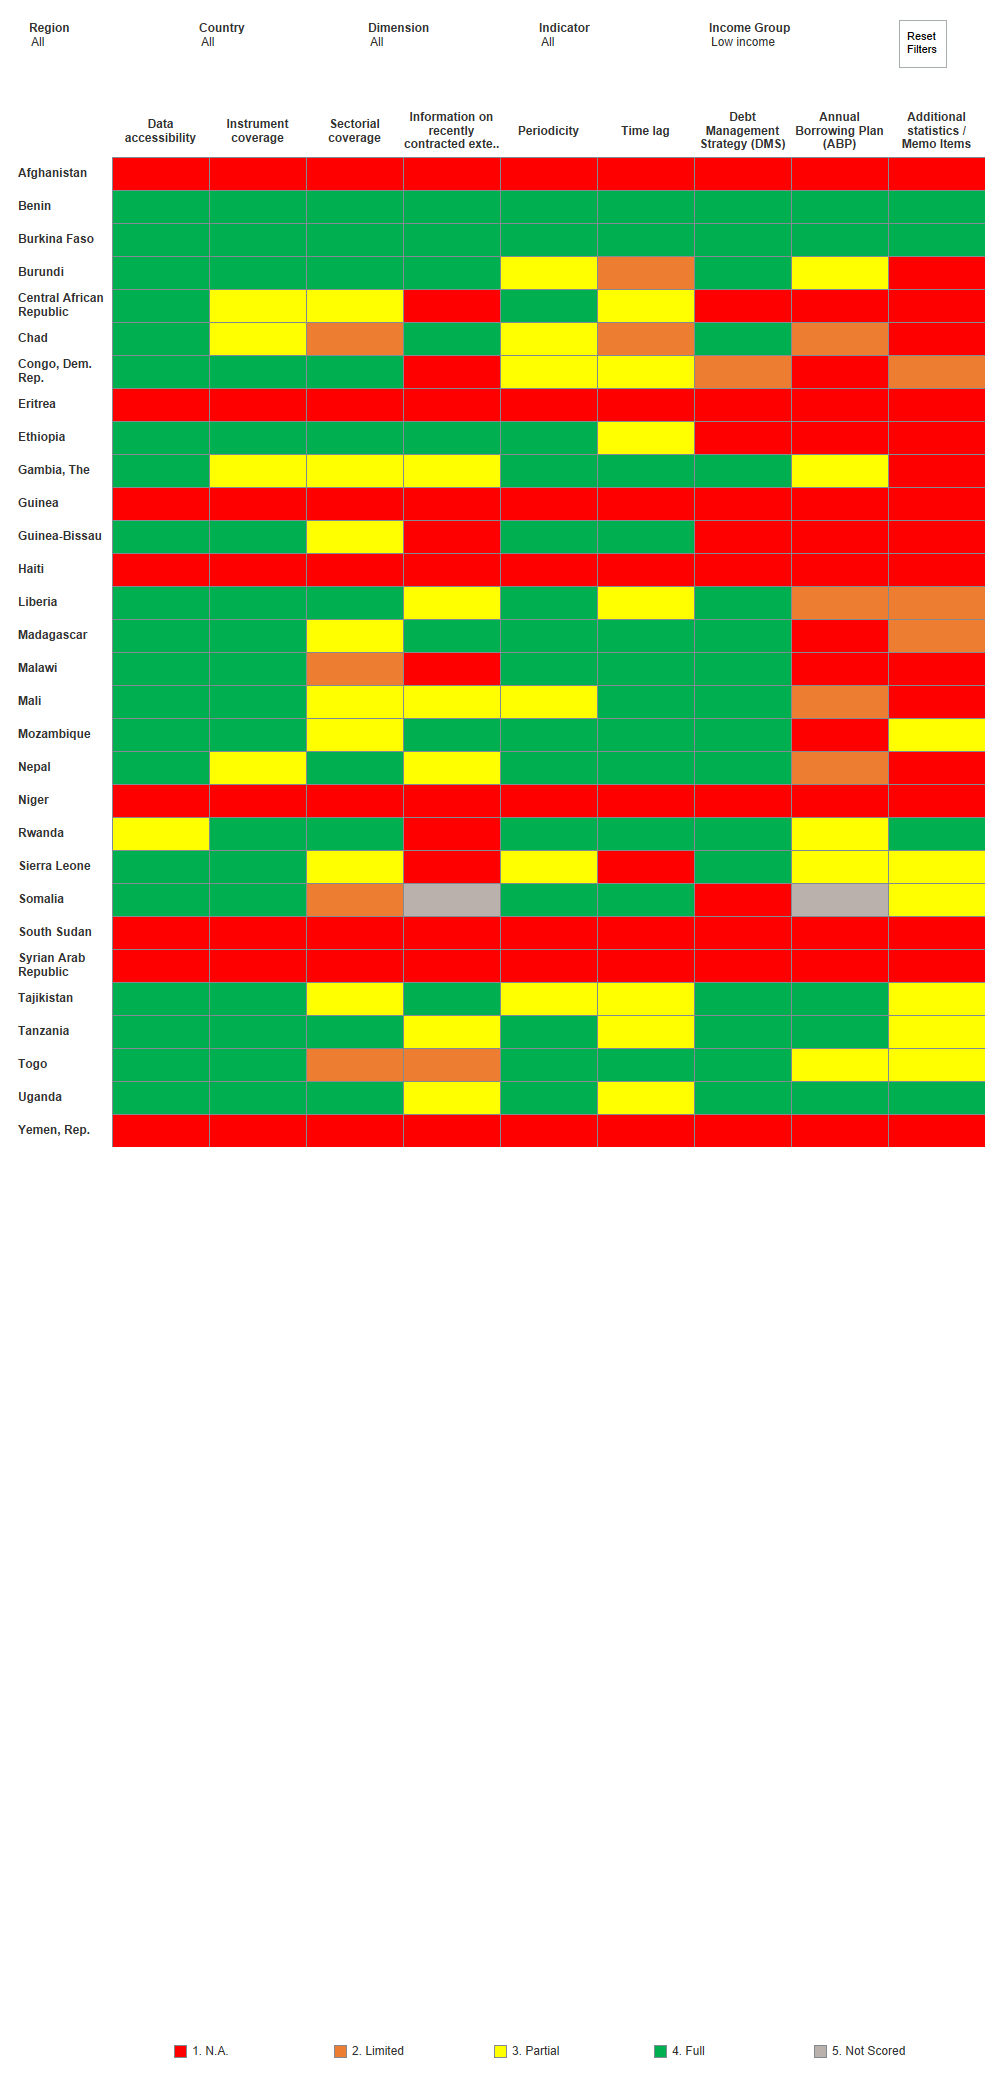 Region
All
Country
All
Dimension
All
Indicator
All
Income Group
Low income
Reset
Filters
Data
accessibility
Instrument
coverage
Sectorial
coverage
Information on
recently
contracted exte..
Periodicity
Time lag
Debt
Management
Strategy (DMS)
Annual
Borrowing Plan
(ABP)
Additional
statistics /
Memo Items
Afghanistan
Benin
Burkina Faso
Burundi
Central African
Republic
Chad
Congo, Dem.
Rep.
Eritrea
Ethiopia
Gambia, The
Guinea
Guinea-Bissau
Haiti
Liberia
Madagascar
Malawi
Mali
Mozambique
Nepal
Niger
Rwanda
Sierra Leone
Somalia
South Sudan
Syrian Arab
Republic
Tajikistan
Tanzania
Togo
Uganda
Yemen, Rep.
1. N.A.
2. Limited
3. Partial
4. Full
5. Not Scored